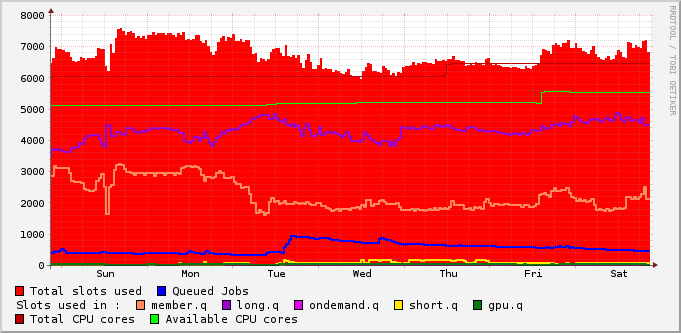 RRDTOOL / TOBI OETIKER
8000
7000
6000
5000
4000
3000
2000
1000
0
Sun Mon Tue Wed Thu Fri Sat
Total slots used Queued Jobs
Slots used in : member.q long.q ondemand.q short.q gpu.q
Total CPU cores Available CPU cores